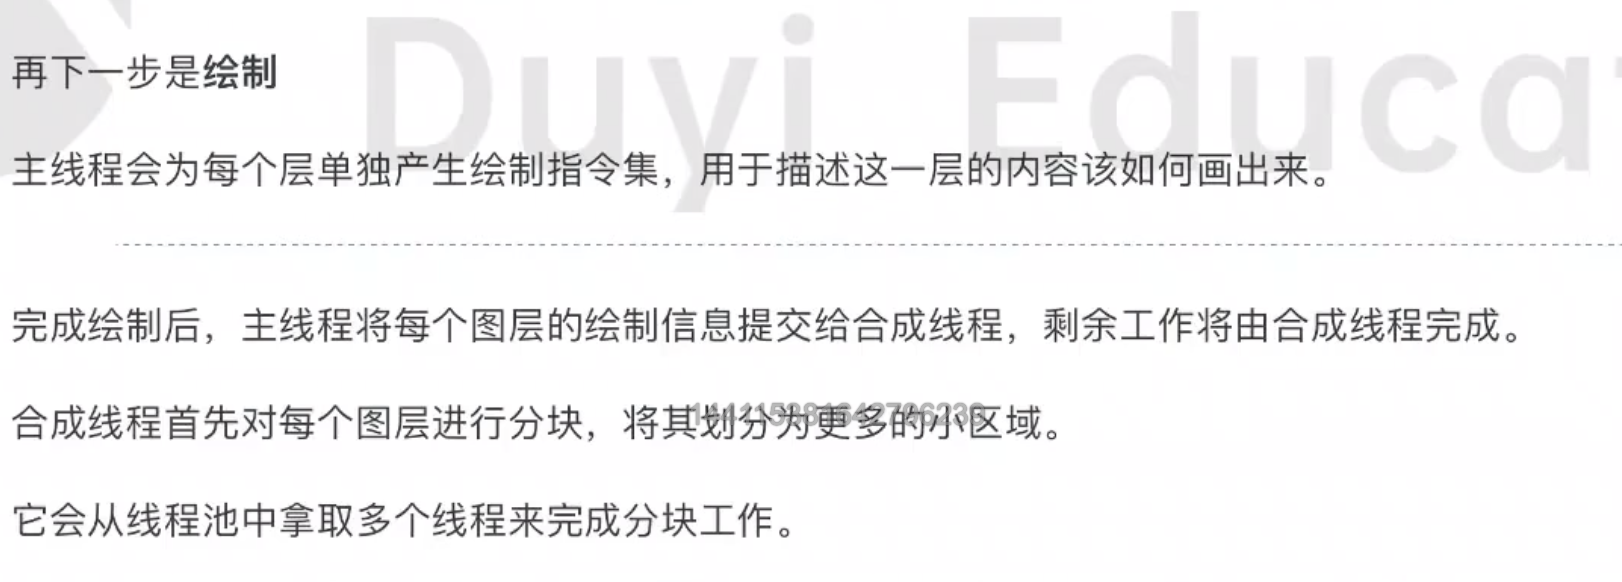 Duyi Educa
再下一步是绘制
主线程会为每个层单独产生绘制指令集，用于描述这一层的内容该如何画出来。
完成绘制后，主线程将每个图层的绘制信息提交给合成线程，剩余工作将由合成线程完成。
合成线程首先对每个图层进行分块，将其划分为更多的小区域。
它会从线程池中拿取多个线程来完成分块工作。